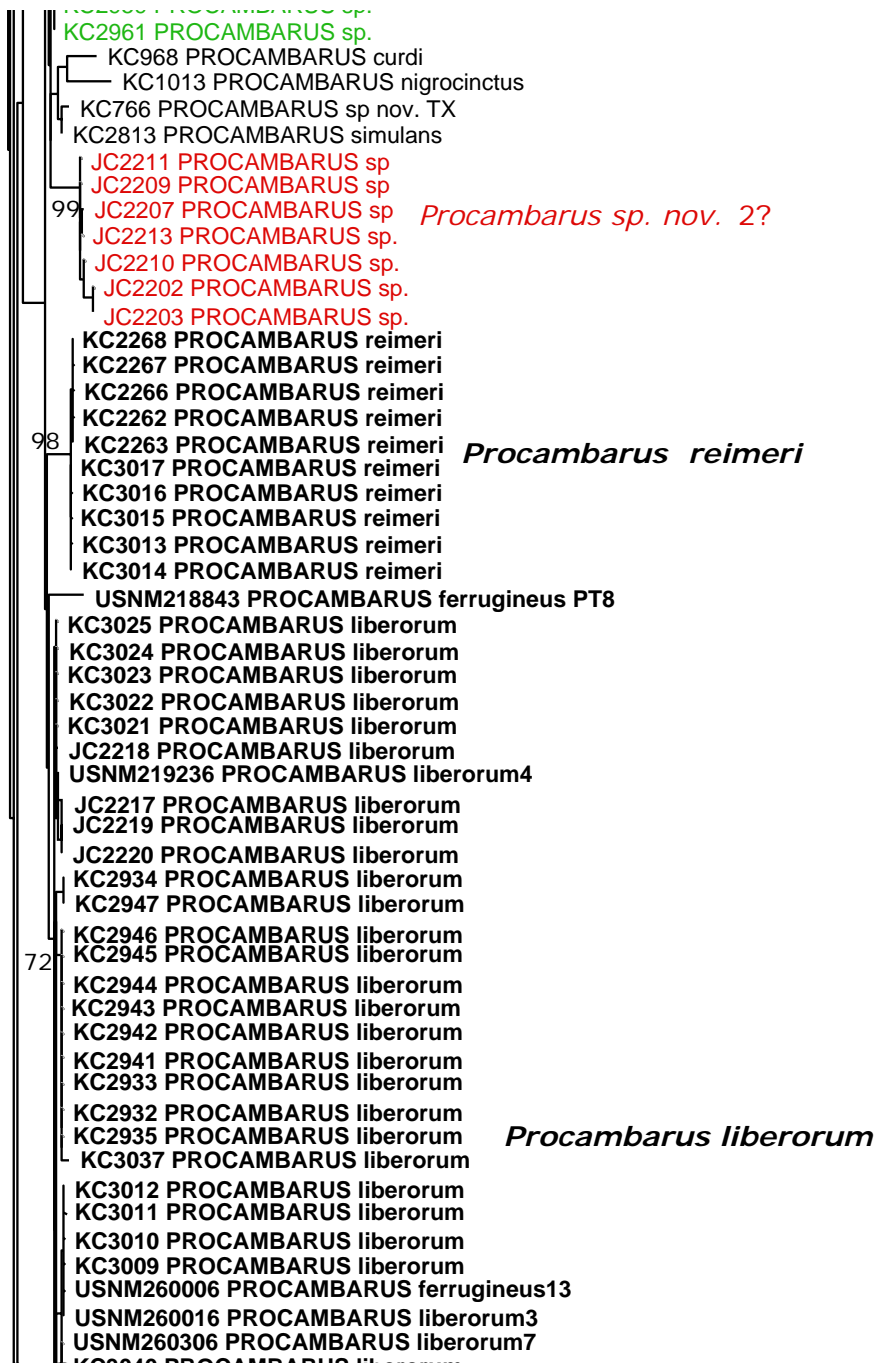 KC2961 PROCAMBARUS sp.
KC968 PROCAMBARUS curdi
KC1013 PROCAMBARUS nigrocinctus
KC766 PROCAMBARUS sp nov. TX
KC2813 PROCAMBARUS simulans
JC2211 PROCAMBARUS sp
JC2209 PROCAMBARUS sp
99
JC2207 PROCAMBARUS sp
Procambarus sp. nov. 2?
JC2213 PROCAMBARUS sp.
JC2210 PROCAMBARUS sp.
JC2202 PROCAMBARUS sp.
JC2203 PROCAMBARUS sp.
KC2268 PROCAMBARUS reimeri
KC2267 PROCAMBARUS reimeri
KC2266 PROCAMBARUS reimeri
KC2262 PROCAMBARUS reimeri
98
KC2263 PROCAMBARUS reimeri
Procambarus reimeri
KC3017 PROCAMBARUS reimeri
KC3016 PROCAMBARUS reimeri
KC3015 PROCAMBARUS reimeri
KC3013 PROCAMBARUS reimeri
KC3014 PROCAMBARUS reimeri
USNM218843 PROCAMBARUS ferrugineus PT8
KC3025 PROCAMBARUS liberorum
KC3024 PROCAMBARUS liberorum
KC3023 PROCAMBARUS liberorum
KC3022 PROCAMBARUS liberorum
KC3021 PROCAMBARUS liberorum
JC2218 PROCAMBARUS liberorum
USNM219236 PROCAMBARUS liberorum4
JC2217 PROCAMBARUS liberorum
JC2219 PROCAMBARUS liberorum
JC2220 PROCAMBARUS liberorum
KC2934 PROCAMBARUS liberorum
KC2947 PROCAMBARUS liberorum
KC2946 PROCAMBARUS liberorum
KC2945 PROCAMBARUS liberorum
72
KC2944 PROCAMBARUS liberorum
KC2943 PROCAMBARUS liberorum
KC2942 PROCAMBARUS liberorum
KC2941 PROCAMBARUS liberorum
KC2933 PROCAMBARUS liberorum
KC2932 PROCAMBARUS liberorum
KC2935 PROCAMBARUS liberorum
Procambarus liberorum
KC3037 PROCAMBARUS liberorum
KC3012 PROCAMBARUS liberorum
KC3011 PROCAMBARUS liberorum
KC3010 PROCAMBARUS liberorum
KC3009 PROCAMBARUS liberorum
USNM260006 PROCAMBARUS ferrugineus13
USNM260016 PROCAMBARUS liberorum3
USNM260306 PROCAMBARUS liberorum7